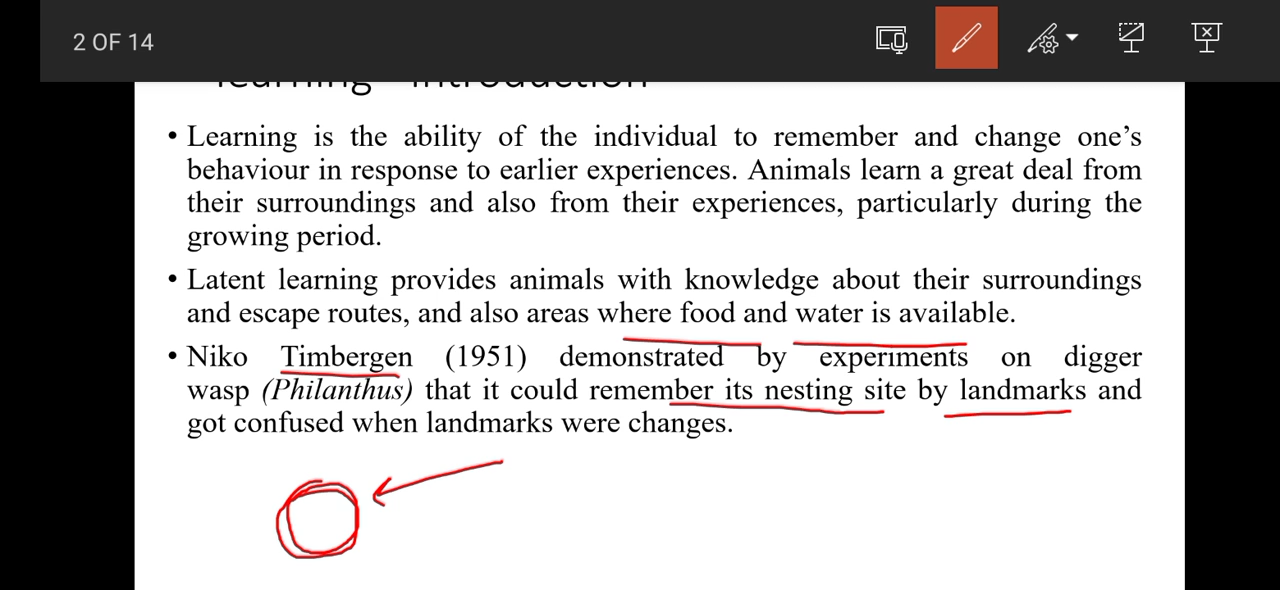 2 OF 14
learning - introduction
• Learning is the ability of the individual to remember and change one’s
behaviour in response to earlier experiences. Animals learn a great deal from
their surroundings and also from their experiences, particularly during the
growing period.
• Latent learning provides animals with knowledge about their surroundings
and escape routes, and also areas where food and water is available.
• Niko Timbergen (1951) demonstrated by experiments on digger
wasp (Philanthus) that it could remember its nesting site by landmarks and
got confused when landmarks were changes.